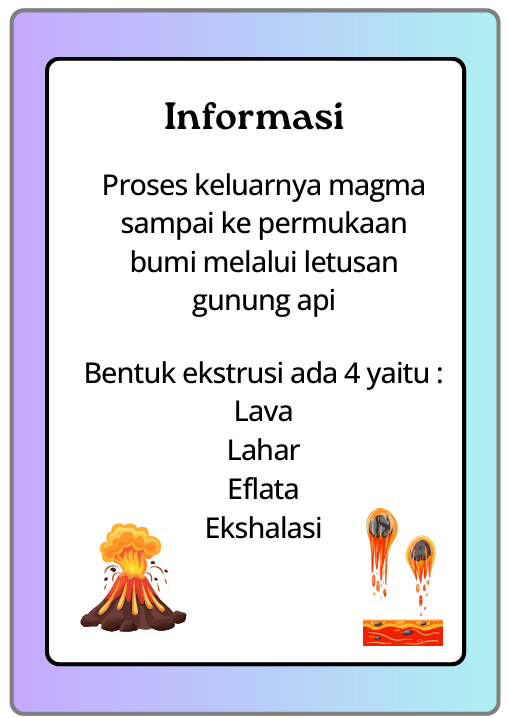 Informasi
Proses keluarnya magma
sampai ke permukaan
bumi melalui letusan
gunung api
Bentuk ekstrusi ada 4 yaitu :
Lava
Lahar
Eflata
Ekshalasi